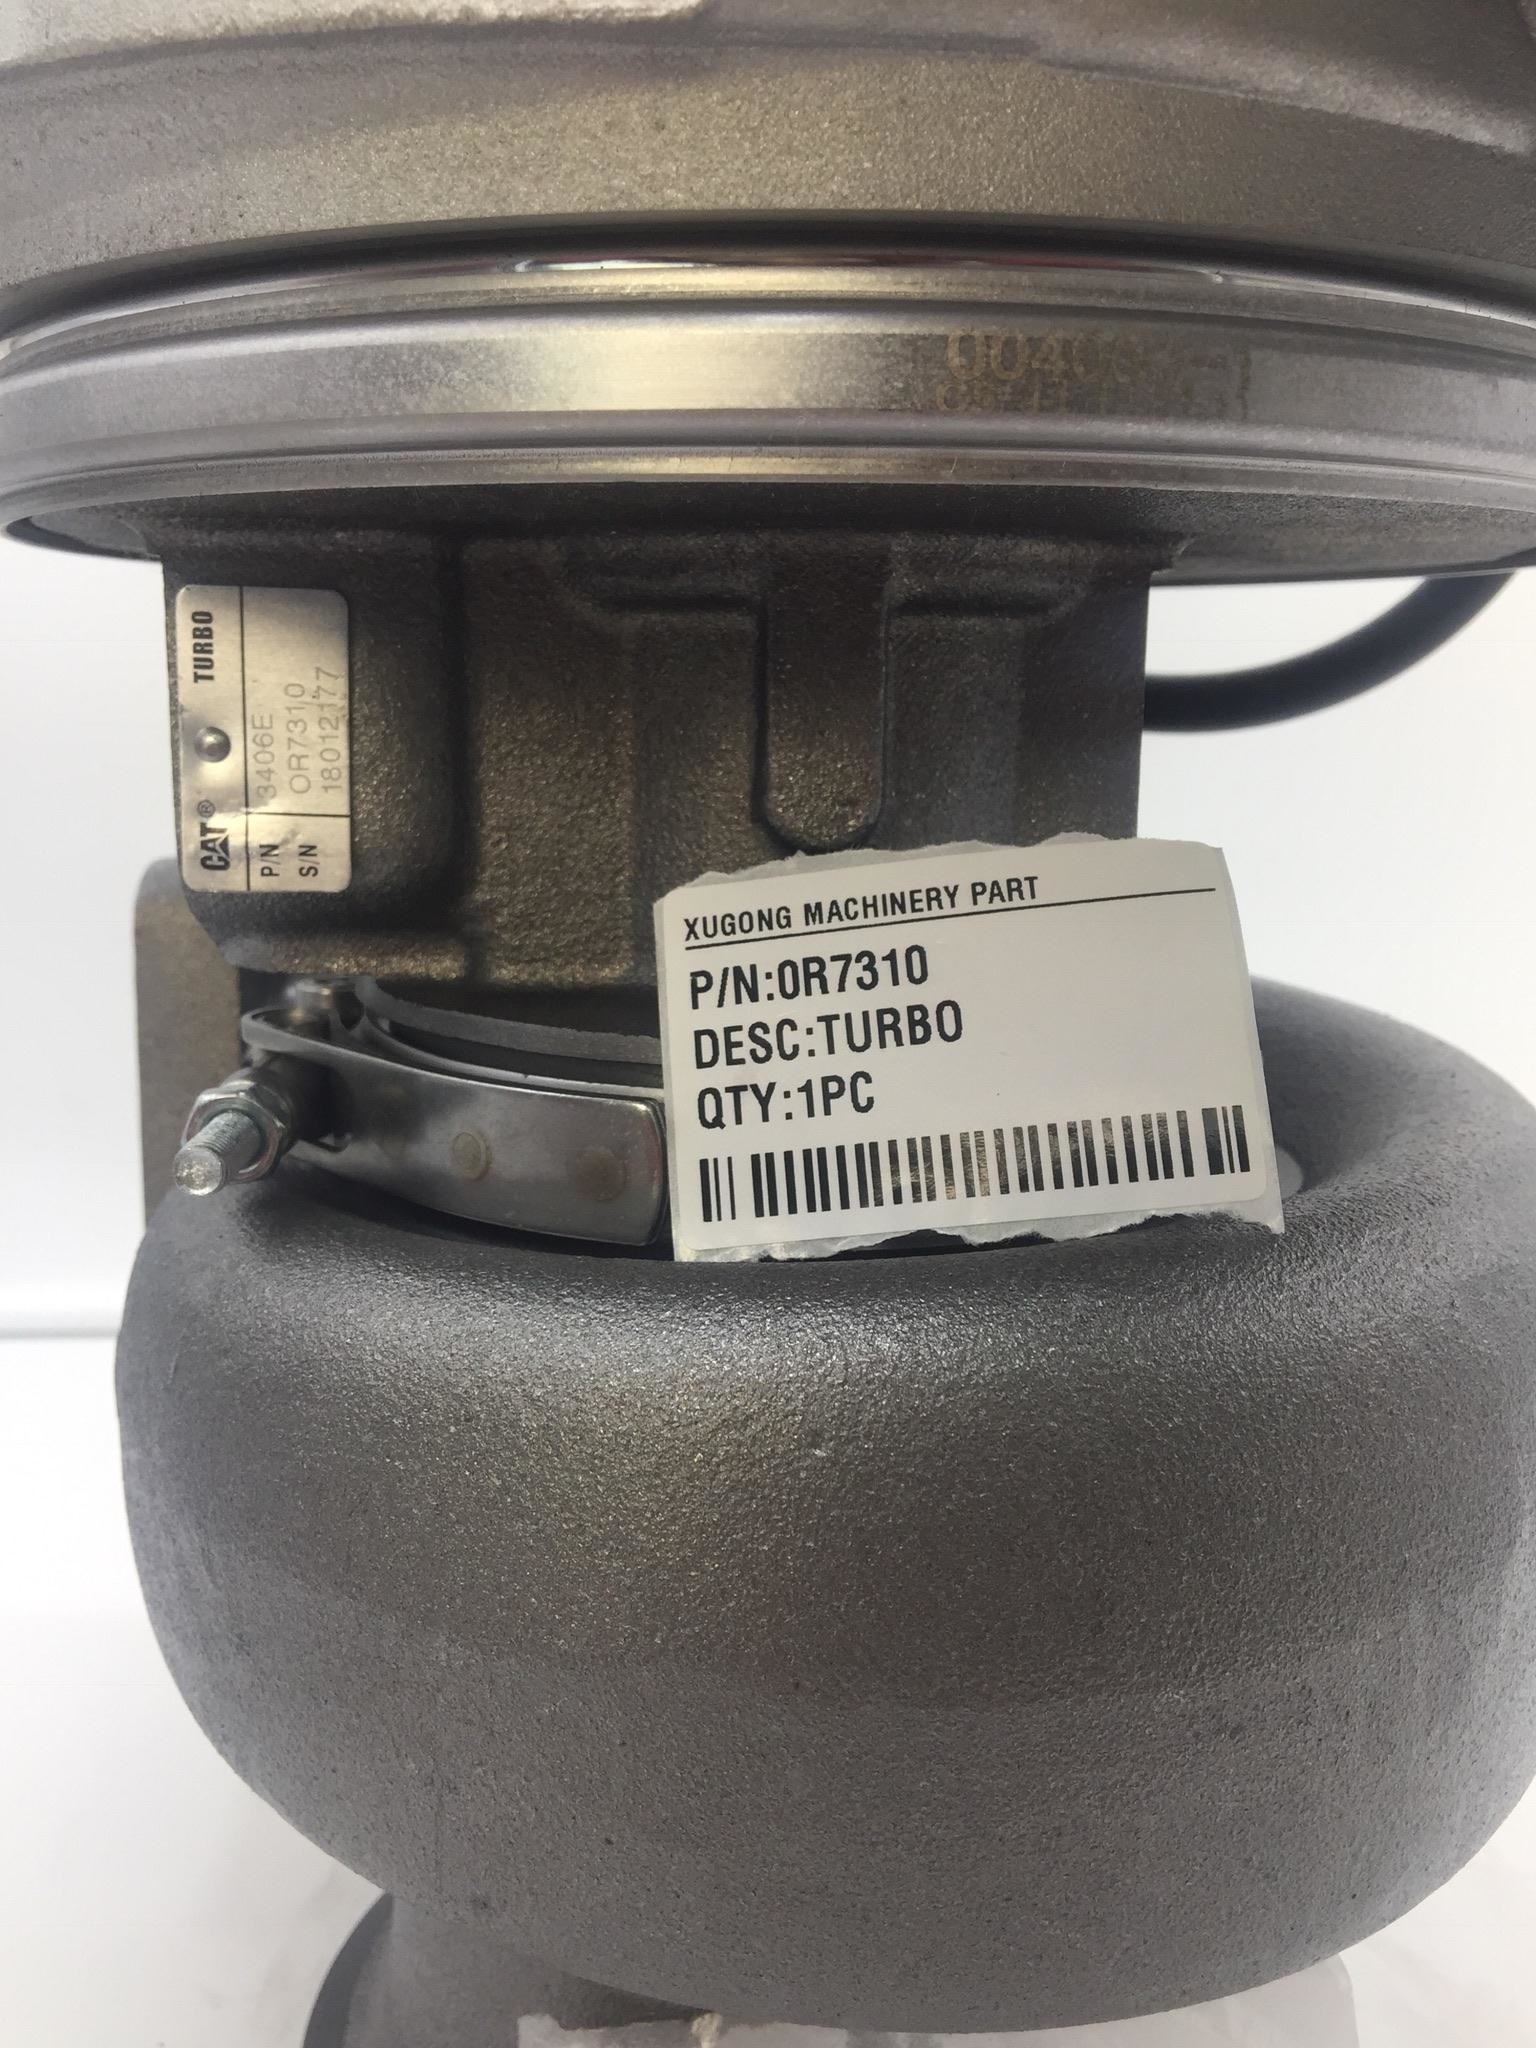 CAT® TURBO
P/N 3406E
OR7310
S/N 18012177
XUGONG MACHINERY PART
P/N:0R7310
DESC:TURBO
QTY:1PC